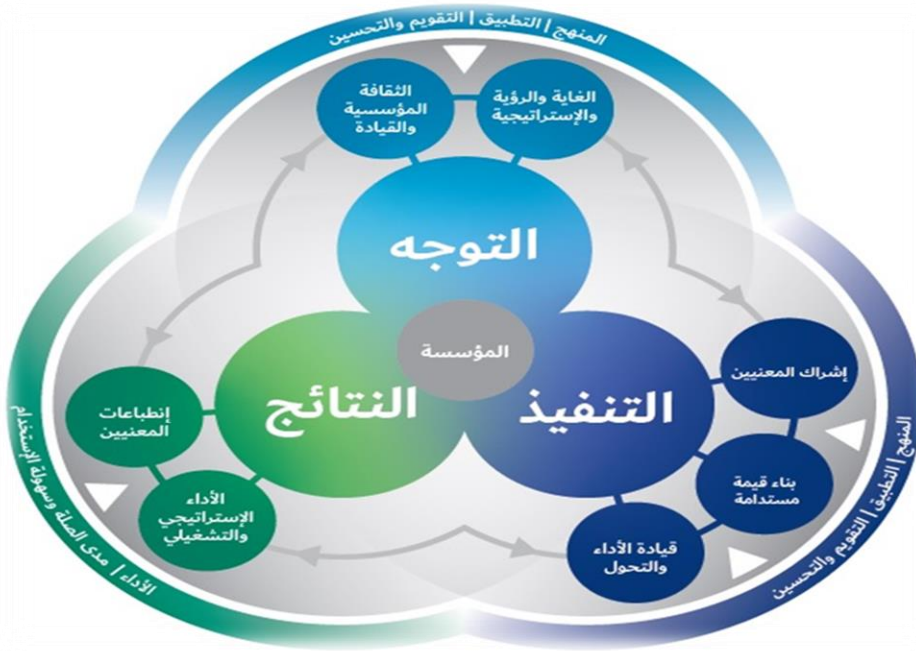 المنهج | التطبيق | التقويم والتحسين
الغاية والرؤية
والإستراتيجية
الثقافة
المؤسسية
والقيادة
التوجه
المؤسسة
التنفيذ
النتائج
إشراك المعنيين
بناء قيمة
مستدامة
قيادة الأداء
والتحول
المنهج | التطبيق | التقويم والتحسين
إنطباعات
المعنيين
الأداء
الإستراتيجي
والتشغيلي
الأداء | مدى الصلة وسهولة الإستخدام